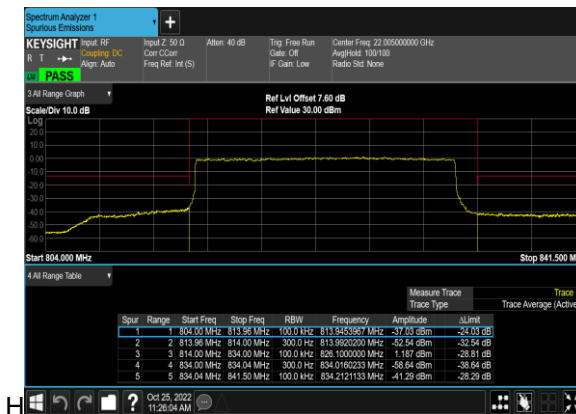 Spectrum Analyzer 1
Spurious Emissions
KEYSIGHT Input: RF Input Z: 50 Ω Atten: 40 dB Trig: Free Run Center Freq: 22.005000000 GHz
R T Coupling: DC Corr CCorr Gate: Off Avg|Hold: 100/100
Align: Auto Freq Ref: Int (S) IF Gain: Low Radio Std: None
LW PASS
3 All Range Graph
Ref Lvl Offset 7.60 dB
Scale/Div 10.0 dB Ref Value 30.00 dBm
Log
20.0
10.0
0.00
-10.0
-20.0
-30.0
-40.0
-50.0
-60.0
Start 804.000 MHz Stop 841.500 M
4 All Range Table
Measure Trace Trace
Trace Type Trace Average (Active
Spur Range Start Freq Stop Freq RBW Frequency Amplitude ΔLimit
1 1 804.00 MHz 813.96 MHz 100.0 kHz 813.9453967 MHz -37.03 dBm -24.03 dB
2 2 813.96 MHz 814.00 MHz 300.0 Hz 813.9920200 MHz -52.54 dBm -32.54 dB
3 3 814.00 MHz 834.00 MHz 100.0 kHz 826.1000000 MHz 1.187 dBm -28.81 dB
4 4 834.00 MHz 834.04 MHz 300.0 Hz 834.0160233 MHz -58.64 dBm -38.64 dB
5 5 834.04 MHz 841.50 MHz 100.0 kHz 834.2121133 MHz -41.29 dBm -28.29 dB
H
? Oct 25, 2022
11:26:04 AM